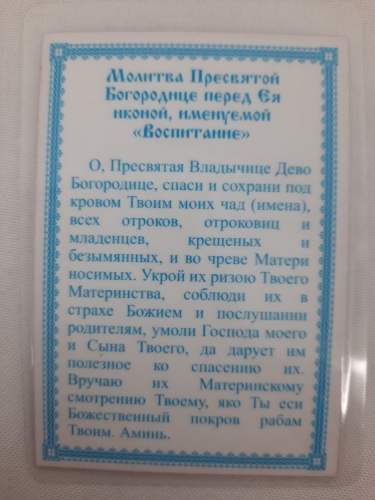 Молитва Пресвятой
Богородице перед Ея
иконой, именуемой
«Воспитание»
О, Пресвятая Владычице Дево
Богородице, спаси и сохрани под
кровом Твоим моих чад (имена),
всех отроков, отроковиц и
младенцев, крещеных и
безымянных, и во чреве Матери
носимых. Укрой их ризою Твоего
Материнства, соблюди их в
страхе Божием и послушании
родителям, умоли Господа моего
и Сына Твоего, да дарует им
полезное ко спасению их.
Вручаю их Материнскому
смотрению Твоему, яко Ты еси
Божественный покров рабам
Твоим. Аминь.